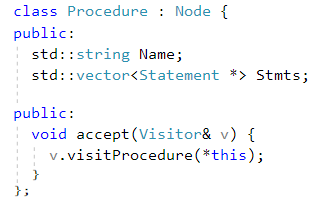 class Procedure : Node {
public:
  std::string Name;
  std::vector<Statement *> Stmts;

public:
  void accept(Visitor& v) {
    v.visitProcedure(*this);
  }
};